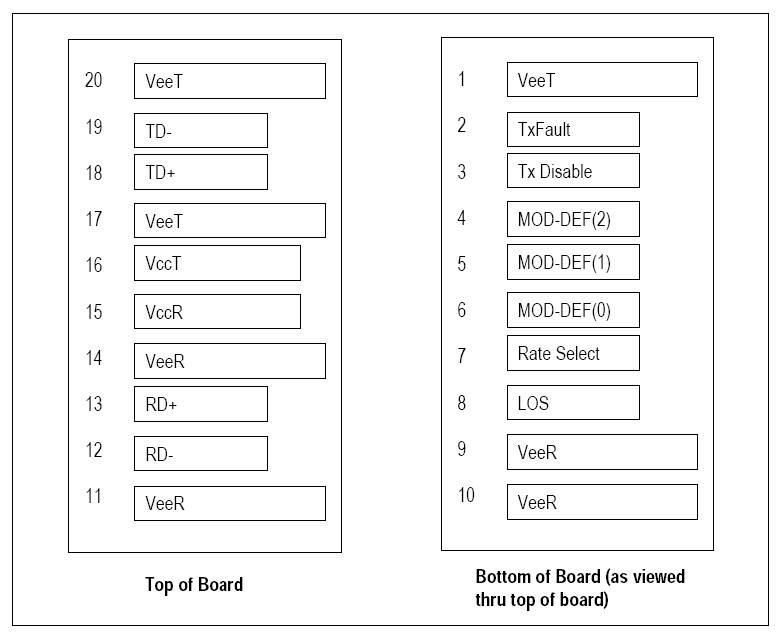 20 VeeT
19 TD-
18 TD+
17 VeeT
16 VccT
15 VccR
14 VeeR
13 RD+
12 RD-
11 VeeR
Top of Board
1 VeeT
2 TxFault
3 Tx Disable
4 MOD-DEF(2)
5 MOD-DEF(1)
6 MOD-DEF(0)
7 Rate Select
8 LOS
9 VeeR
10 VeeR
Bottom of Board (as viewed
thru top of board)